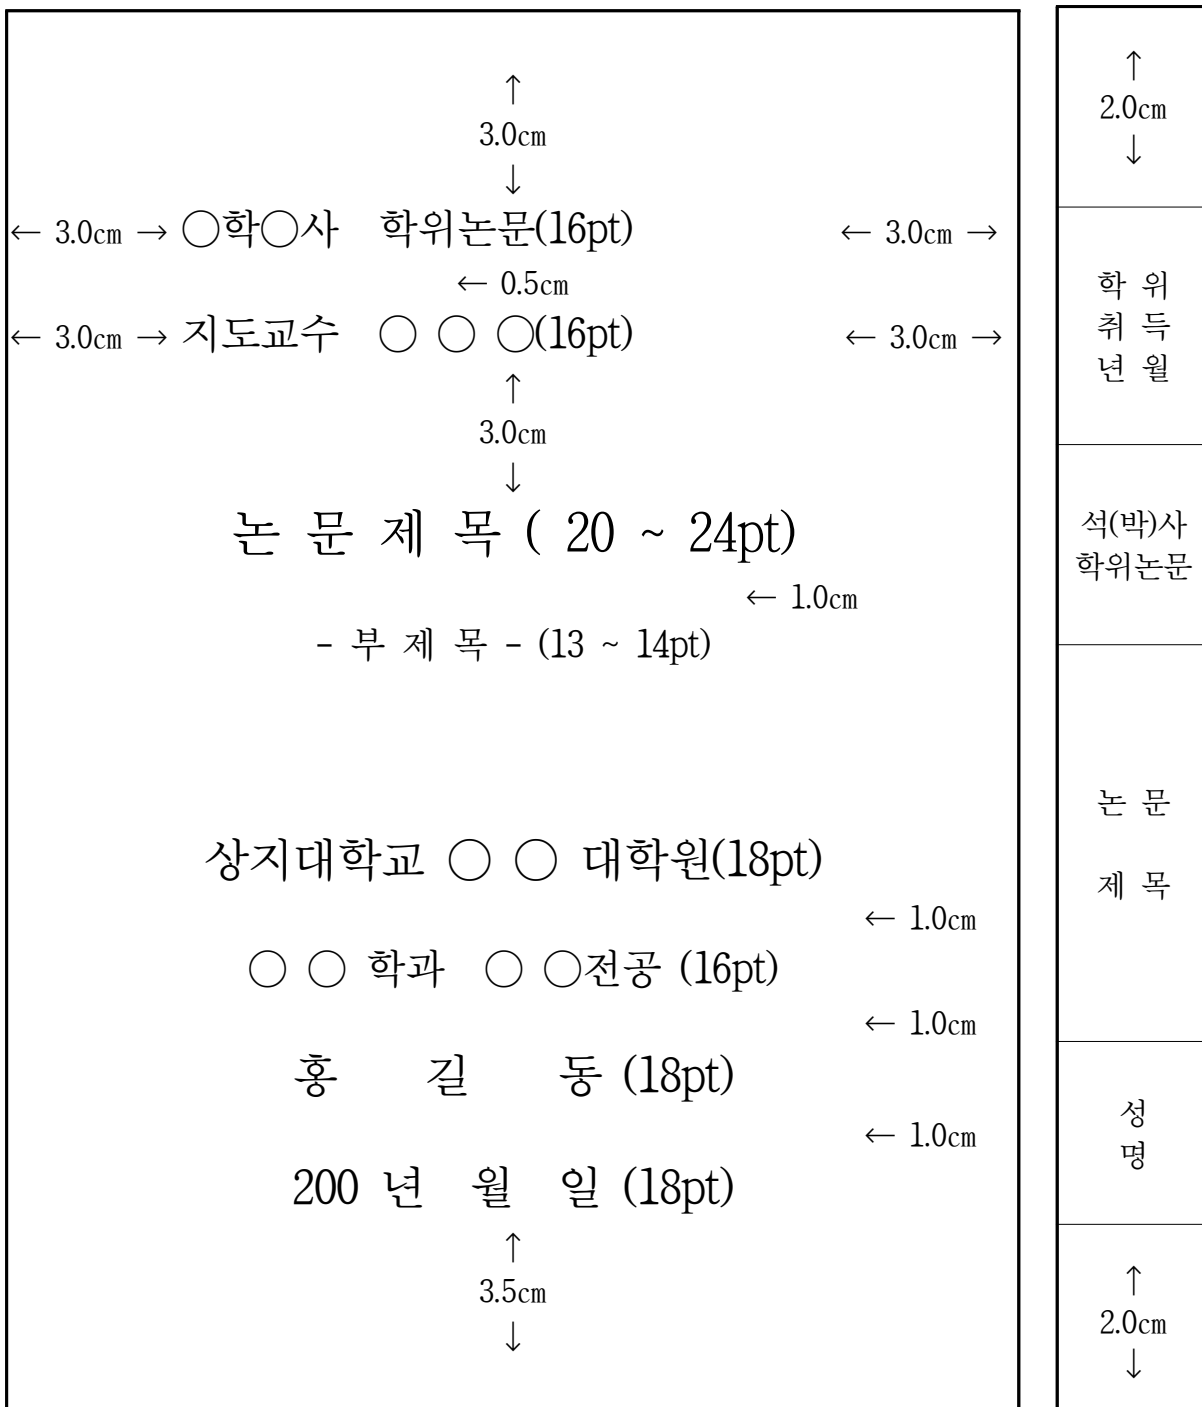 ↑
3.0cm
↓
← 3.0cm → ○학○사 학위논문(16pt) ← 3.0cm →
← 0.5cm
← 3.0cm → 지도교수 ○ ○ ○(16pt) ← 3.0cm →
↑
3.0cm
↓
논 문 제 목 ( 20 ~ 24pt)
← 1.0cm
- 부 제 목 - (13 ~ 14pt)
상지대학교 ○ ○ 대학원(18pt)
← 1.0cm
○ ○ 학과 ○ ○전공 (16pt)
← 1.0cm
홍 길 동 (18pt)
← 1.0cm
200 년 월 일 (18pt)
↑
3.5cm
↓
↑
2.0cm
↓
학 위
취 득
년 월
석(박)사
학위논문
논 문
제 목
성
명
↑
2.0cm
↓